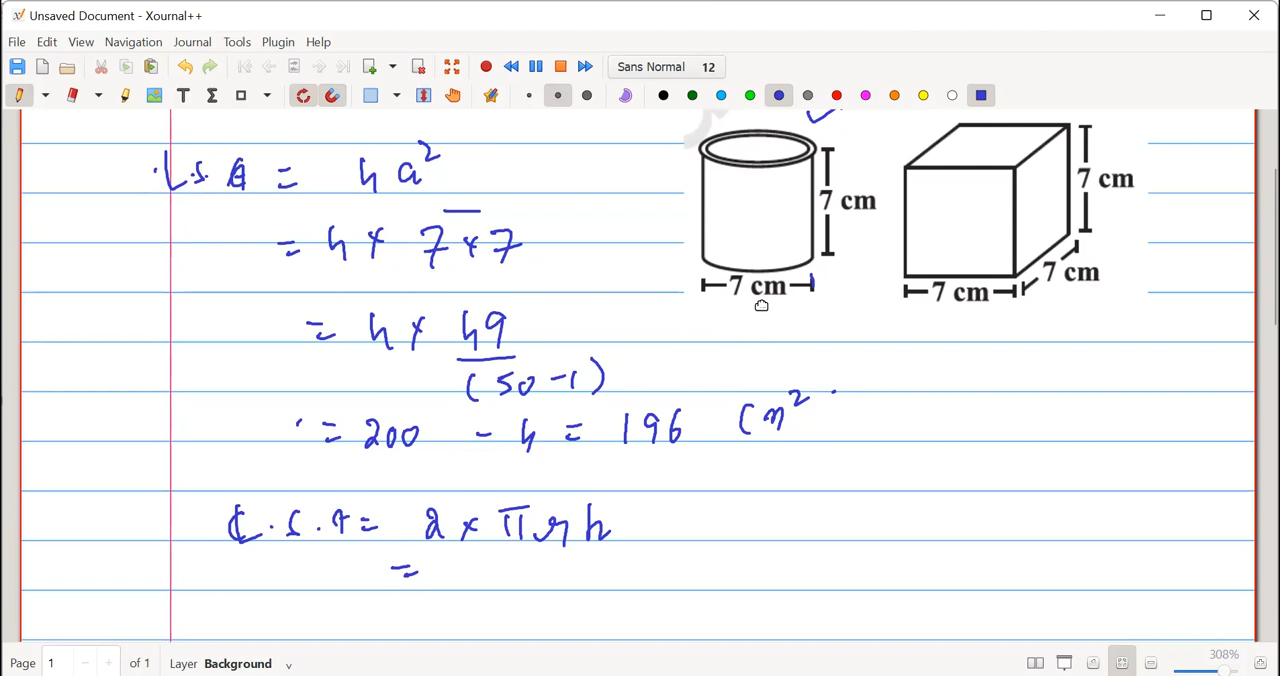 Unsaved Document - Xournal++
File Edit View Navigation Journal Tools Plugin Help
Sans Normal 12
L.S.A = 4a²
= 4 × 7 × 7
= 4 × 49
(50 - 1)
= 200 - 4 = 196 cm²
C.S.A = 2 × πrh
=
7 cm
7 cm
7 cm
7 cm
7 cm
Page 1 of 1 Layer Background
308%